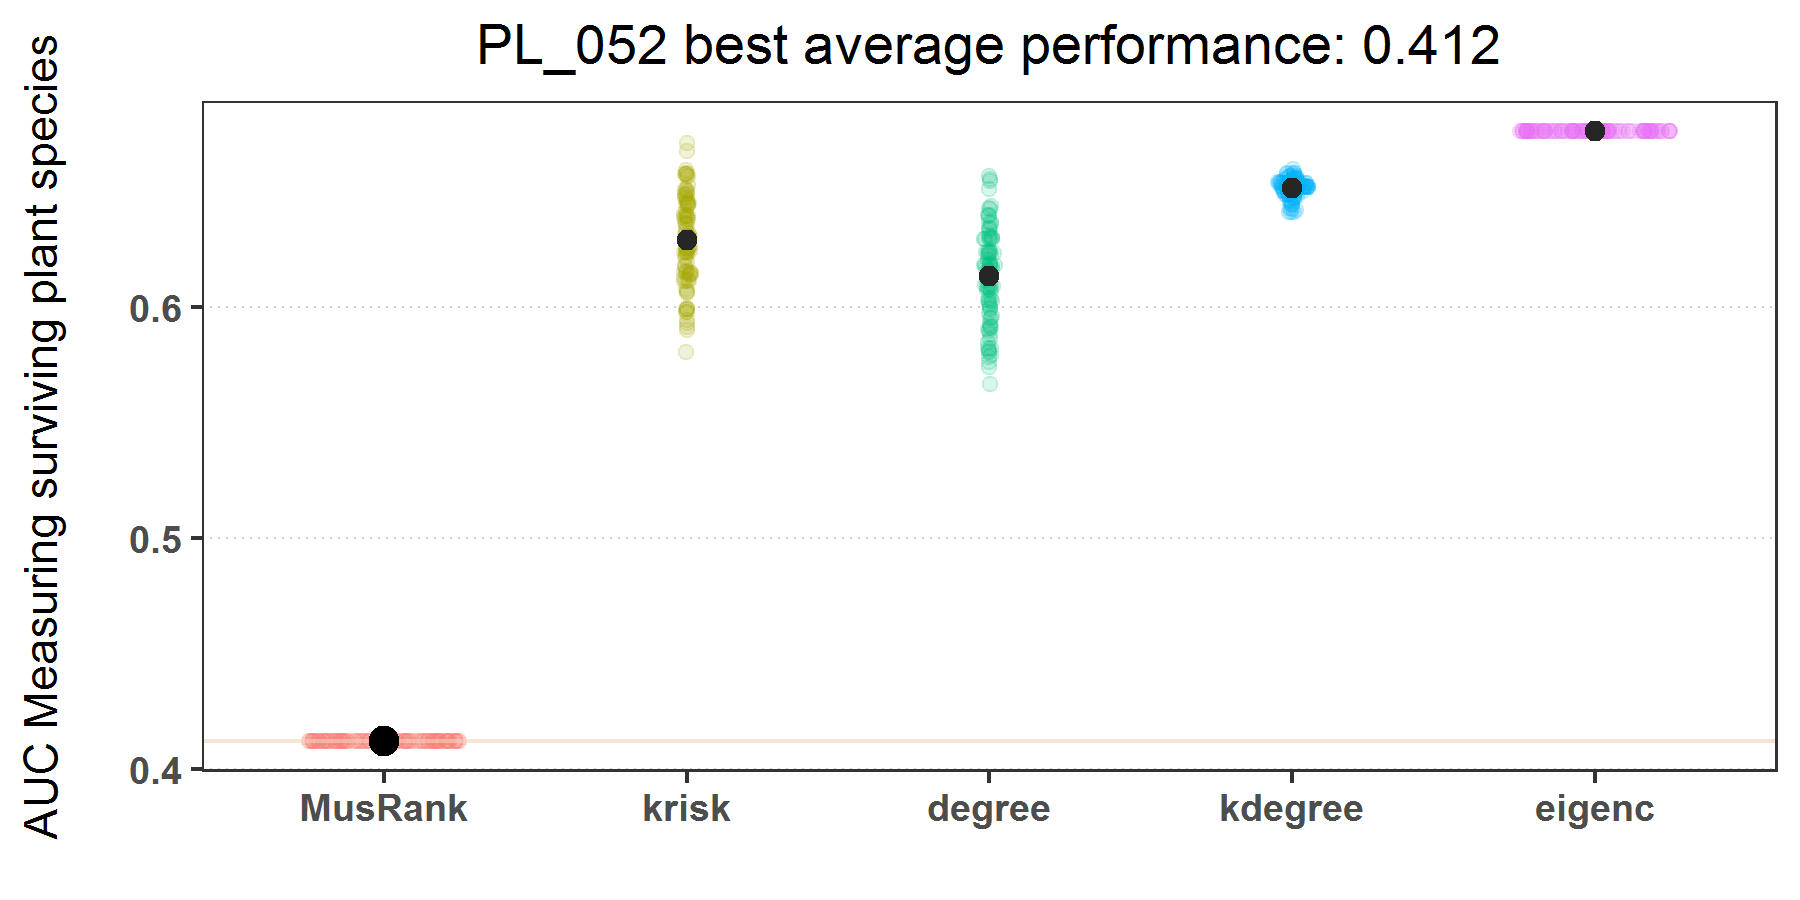 PL_052 best average performance: 0.412
AUC Measuring surviving plant species
0.6
0.5
0.4
MusRank krisk degree kdegree eigenc